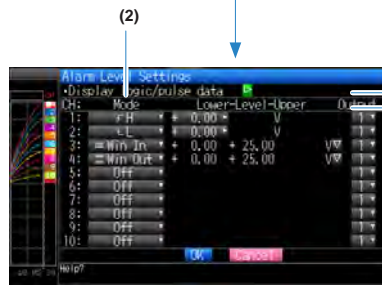 (2)
Alarm Level Settings
•Display logic/pulse data
CH: Mode Lower-Level-Upper Output
1: H + 0.00 V 1
2: L + 0.00 V 1
3: Win In + 0.00 + 25.00 V 1
4: Win Out + 0.00 + 25.00 V 1
5: Off 1
6: Off 1
7: Off 1
8: Off 1
9: Off 1
10: Off 1
OK Cancel
Help?